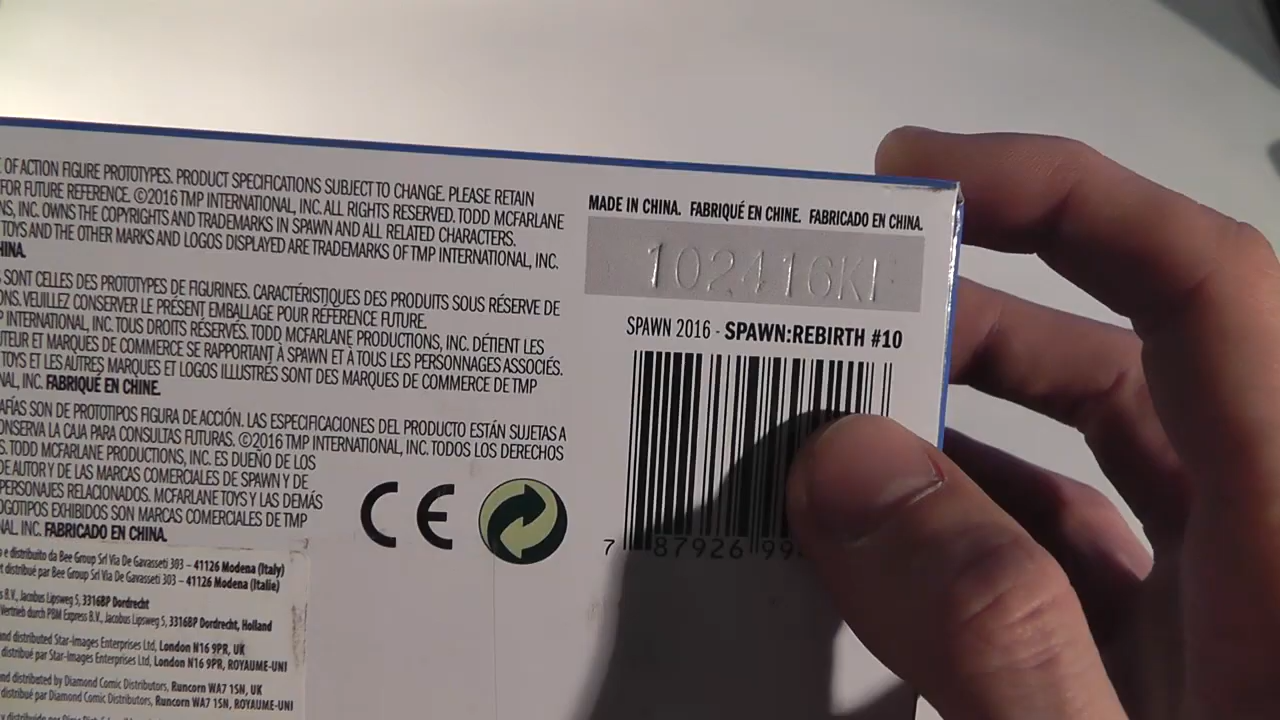 OF ACTION FIGURE PROTOTYPES. PRODUCT SPECIFICATIONS SUBJECT TO CHANGE. PLEASE RETAIN
FOR FUTURE REFERENCE. ©2016 TMP INTERNATIONAL, INC. ALL RIGHTS RESERVED. TODD MCFARLANE
NS, INC. OWNS THE COPYRIGHTS AND TRADEMARKS IN SPAWN AND ALL RELATED CHARACTERS.
TOYS AND THE OTHER MARKS AND LOGOS DISPLAYED ARE TRADEMARKS OF TMP INTERNATIONAL, INC.
HINA.
SONT CELLES DES PROTOTYPES DE FIGURINES. CARACTÉRISTIQUES DES PRODUITS SOUS RÉSERVE DE
ONS. VEUILLEZ CONSERVER LE PRÉSENT EMBALLAGE POUR RÉFÉRENCE FUTURE.
P INTERNATIONAL, INC. TOUS DROITS RÉSERVÉS. TODD MCFARLANE PRODUCTIONS, INC. DÉTIENT LES
UTEUR ET MARQUES DE COMMERCE SE RAPPORTANT À SPAWN ET À TOUS LES PERSONNAGES ASSOCIÉS.
TOYS ET LES AUTRES MARQUES ET LOGOS ILLUSTRÉS SONT DES MARQUES DE COMMERCE DE TMP
NAL, INC. FABRIQUÉ EN CHINE.
AFÍAS SON DE PROTOTIPOS FIGURA DE ACCIÓN. LAS ESPECIFICACIONES DEL PRODUCTO ESTÁN SUJETAS A
ONSERVA LA CAJA PARA CONSULTAS FUTURAS. ©2016 TMP INTERNATIONAL, INC. TODOS LOS DERECHOS
S. TODD MCFARLANE PRODUCTIONS, INC. ES DUEÑO DE LOS
DE AUTOR Y DE LAS MARCAS COMERCIALES DE SPAWN Y DE
PERSONAJES RELACIONADOS. MCFARLANE TOYS Y LAS DEMÁS
OGOTIPOS EXHIBIDOS SON MARCAS COMERCIALES DE TMP
NAL INC. FABRICADO EN CHINA.
e distribuito da Bee Group Srl Via De Gavasseti 303 – 41126 Modena (Italy)
distribué par Bee Group Srl Via De Gavasseti 303 – 41126 Modena (Italie)
s B.V., Jacobus Lipsweg 5, 3316BP Dordrecht
Vertrieb durch PBM Express B.V., Jacobus Lipsweg 5, 3316BP Dordrecht, Holland
nd distributed Star-Images Enterprises Ltd, London N16 9PR, UK
distribué par Star-Images Enterprises Ltd, London N16 9PR, ROYAUME-UNI
nd distributed by Diamond Comic Distributors, Runcorn WA7 1SN, UK
distribué par Diamond Comic Distributors, Runcorn WA7 1SN, ROYAUME-UNI
CE
MADE IN CHINA. FABRIQUÉ EN CHINE. FABRICADO EN CHINA.
102416KI
SPAWN 2016 - SPAWN:REBIRTH #10
7 87926 99